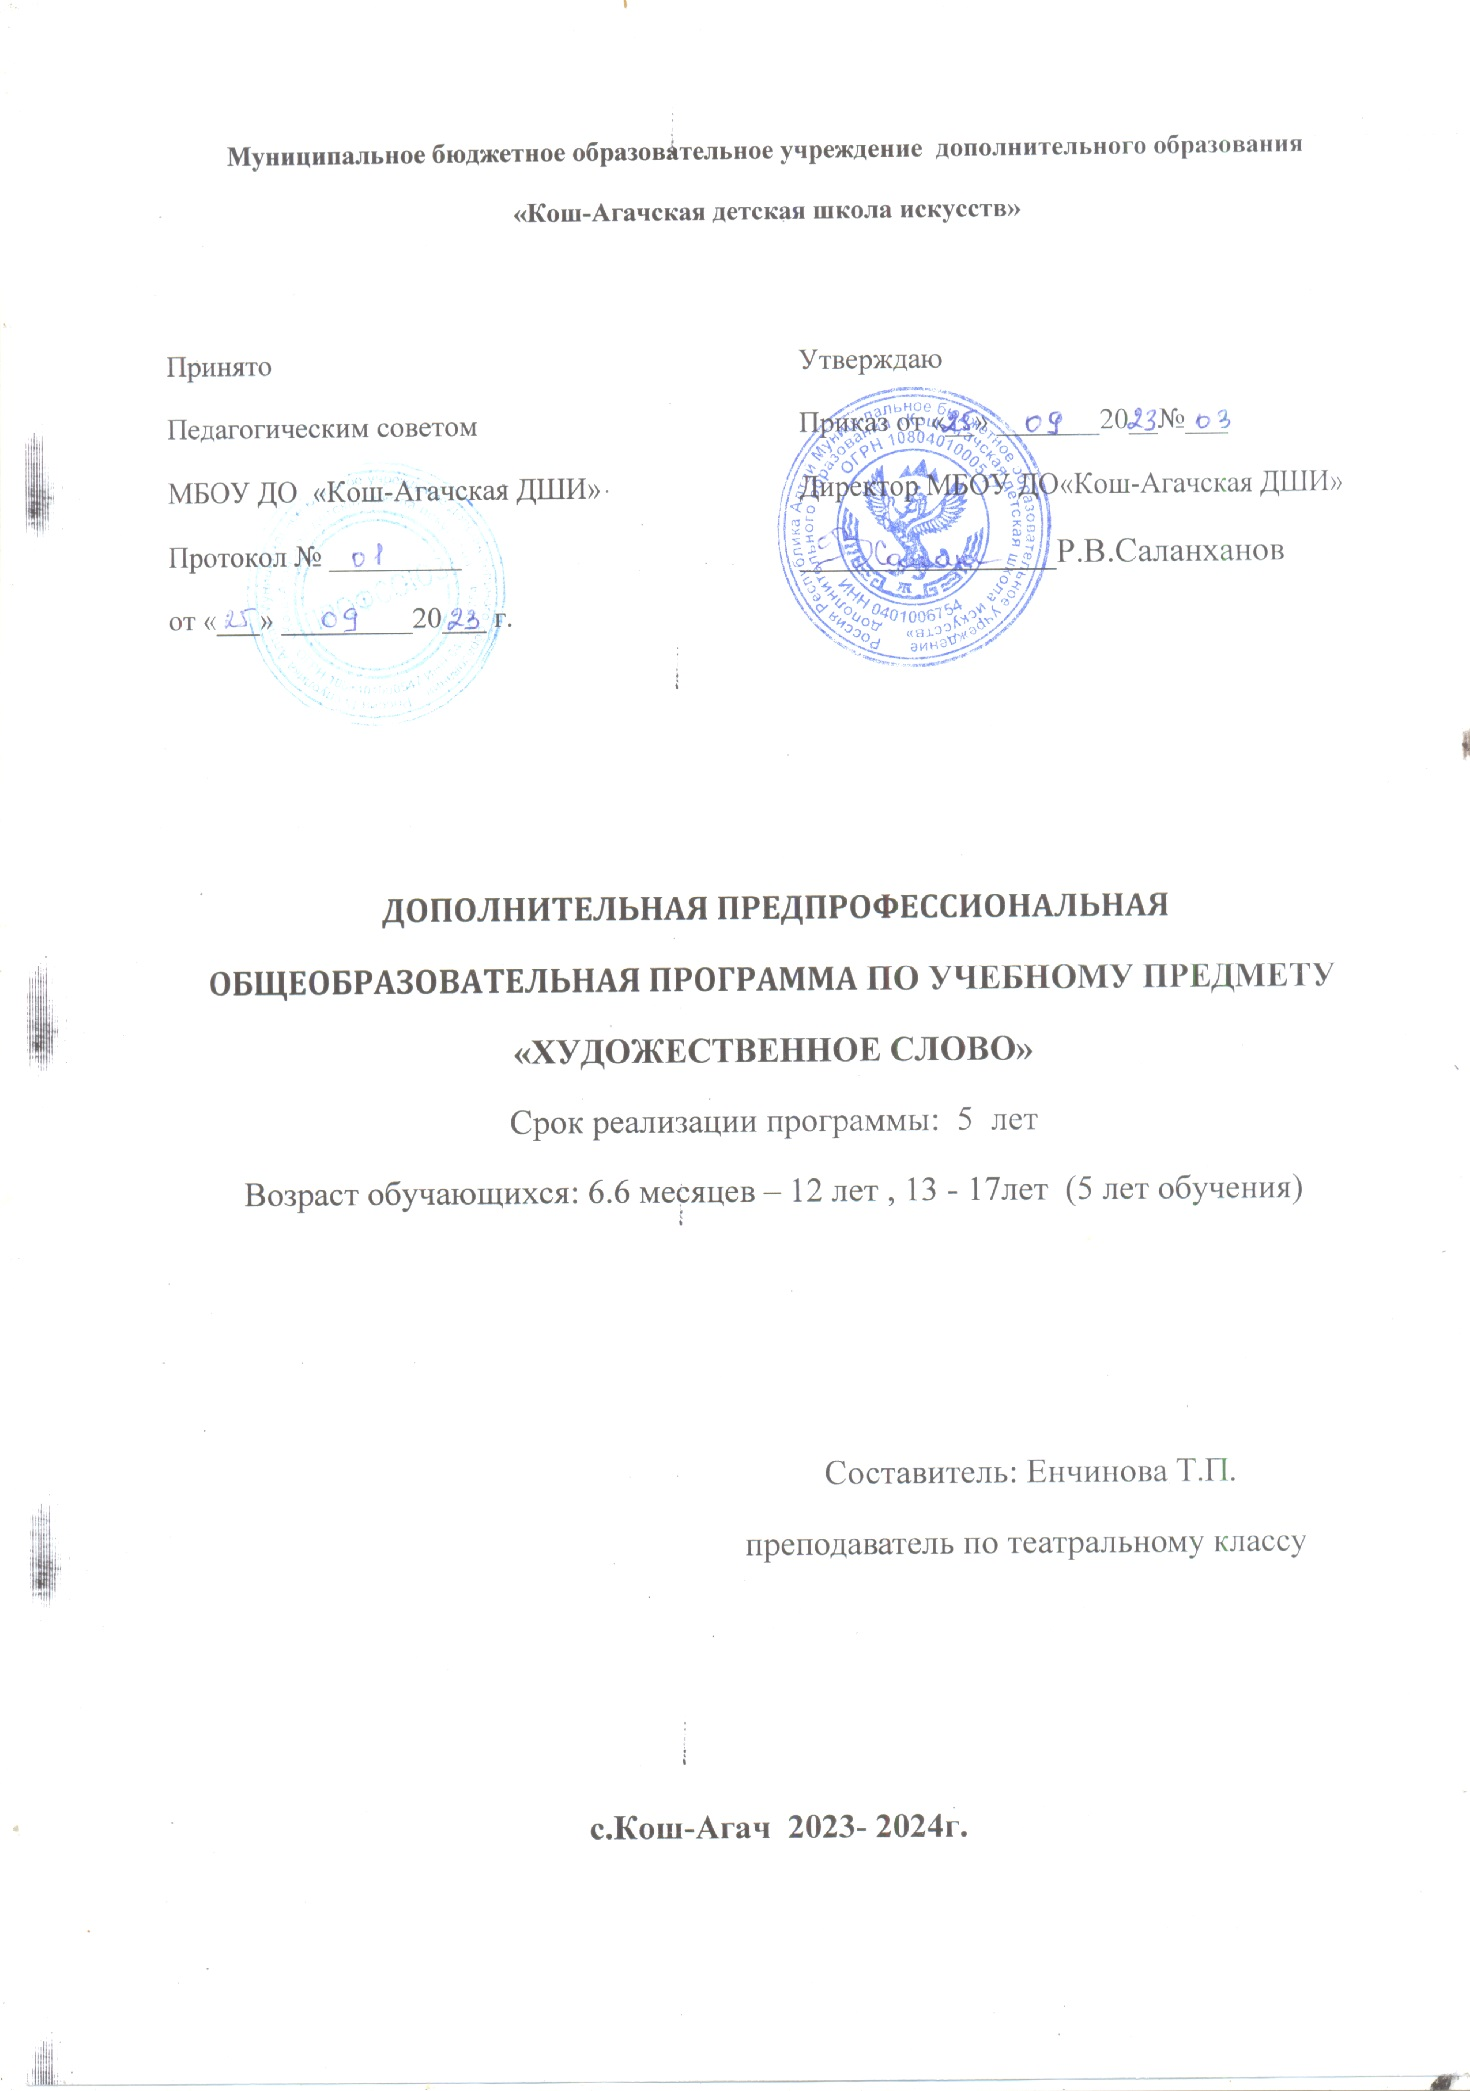 Муниципальное бюджетное образовательное учреждение дополнительного образования
«Кош-Агачская детская школа искусств»
Принято
Педагогическим советом
МБОУ ДО «Кош-Агачская ДШИ»
Протокол № 01
от «25» 09 2023 г.
Утверждаю
Приказ от «25» 09 2023 № 03
Директор МБОУ ДО«Кош-Агачская ДШИ»
Р.В.Саланханов
ИНН 0401006754
ДОПОЛНИТЕЛЬНАЯ ПРЕДПРОФЕССИОНАЛЬНАЯ
ОБЩЕОБРАЗОВАТЕЛЬНАЯ ПРОГРАММА ПО УЧЕБНОМУ ПРЕДМЕТУ
«ХУДОЖЕСТВЕННОЕ СЛОВО»
Срок реализации программы: 5 лет
Возраст обучающихся: 6.6 месяцев – 12 лет , 13 - 17лет (5 лет обучения)
Составитель: Енчинова Т.П.
преподаватель по театральному классу
с.Кош-Агач 2023- 2024г.